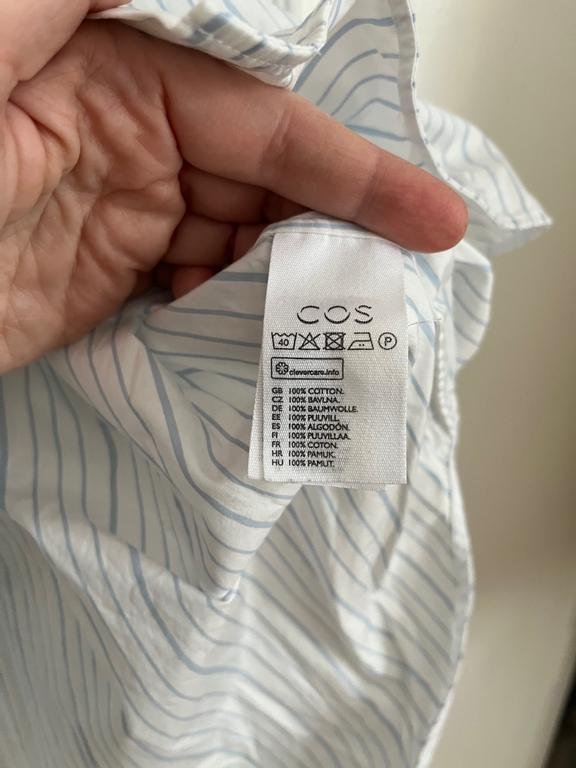 COS
40 P
clevercare.info
GB 100% COTTON.
CZ 100% BAVLNA.
DE 100% BAUMWOLLE.
EE 100% PUUVILL.
ES 100% ALGODÓN.
FI 100% PUUVILLAA.
FR 100% COTON.
HR 100% PAMUK.
HU 100% PAMUT.